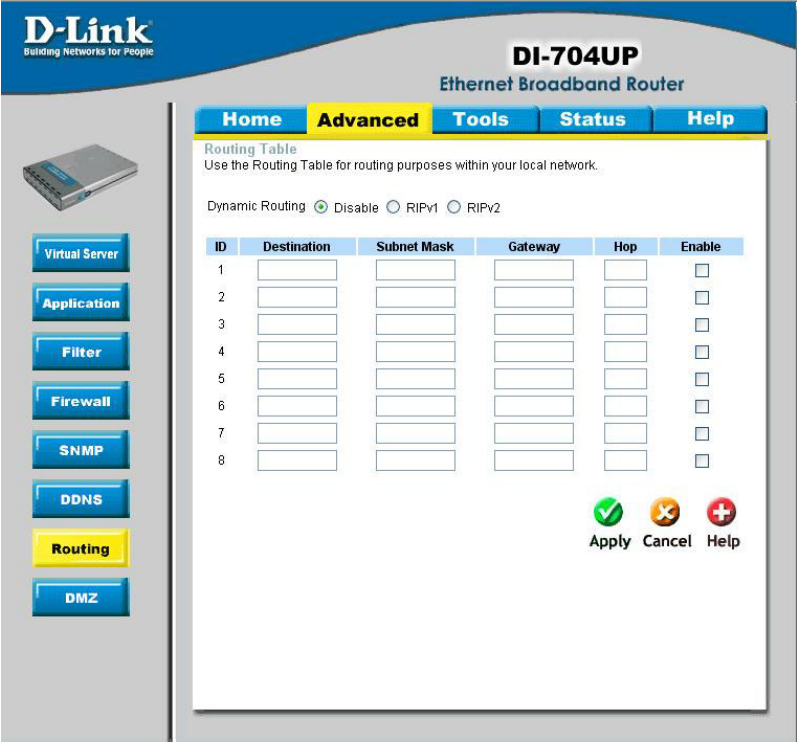 D-Link
Building Networks for People
DI-704UP
Ethernet Broadband Router
Home Advanced Tools Status Help
Routing Table
Use the Routing Table for routing purposes within your local network.
Dynamic Routing Disable RIPv1 RIPv2
ID Destination Subnet Mask Gateway Hop Enable
1
2
3
4
5
6
7
8
Apply Cancel Help
Virtual Server
Application
Filter
Firewall
SNMP
DDNS
Routing
DMZ